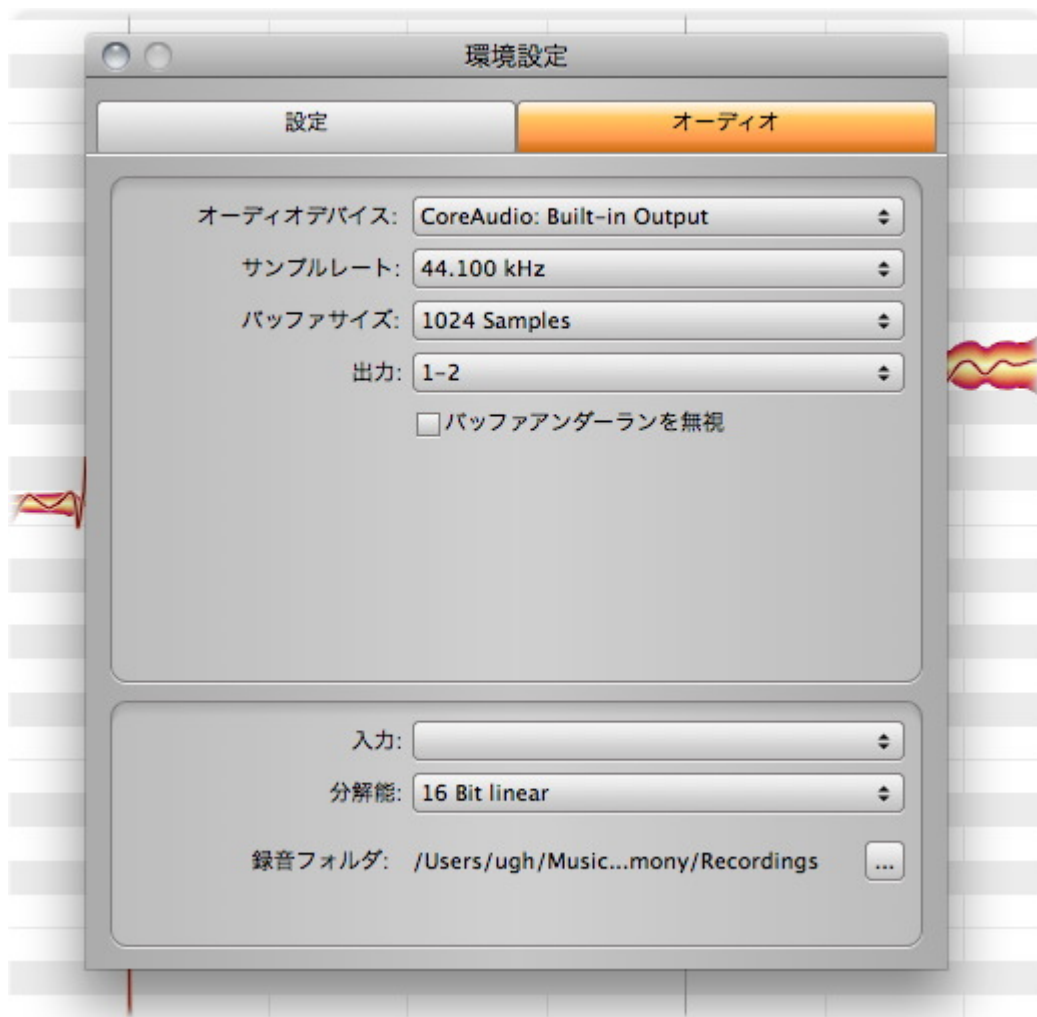 環境設定
設定 オーディオ
オーディオデバイス: CoreAudio: Built-in Output
サンプルレート: 44.100 kHz
バッファサイズ: 1024 Samples
出力: 1-2
バッファアンダーランを無視
入力:
分解能: 16 Bit linear
録音フォルダ: /Users/ugh/Music...mony/Recordings ...